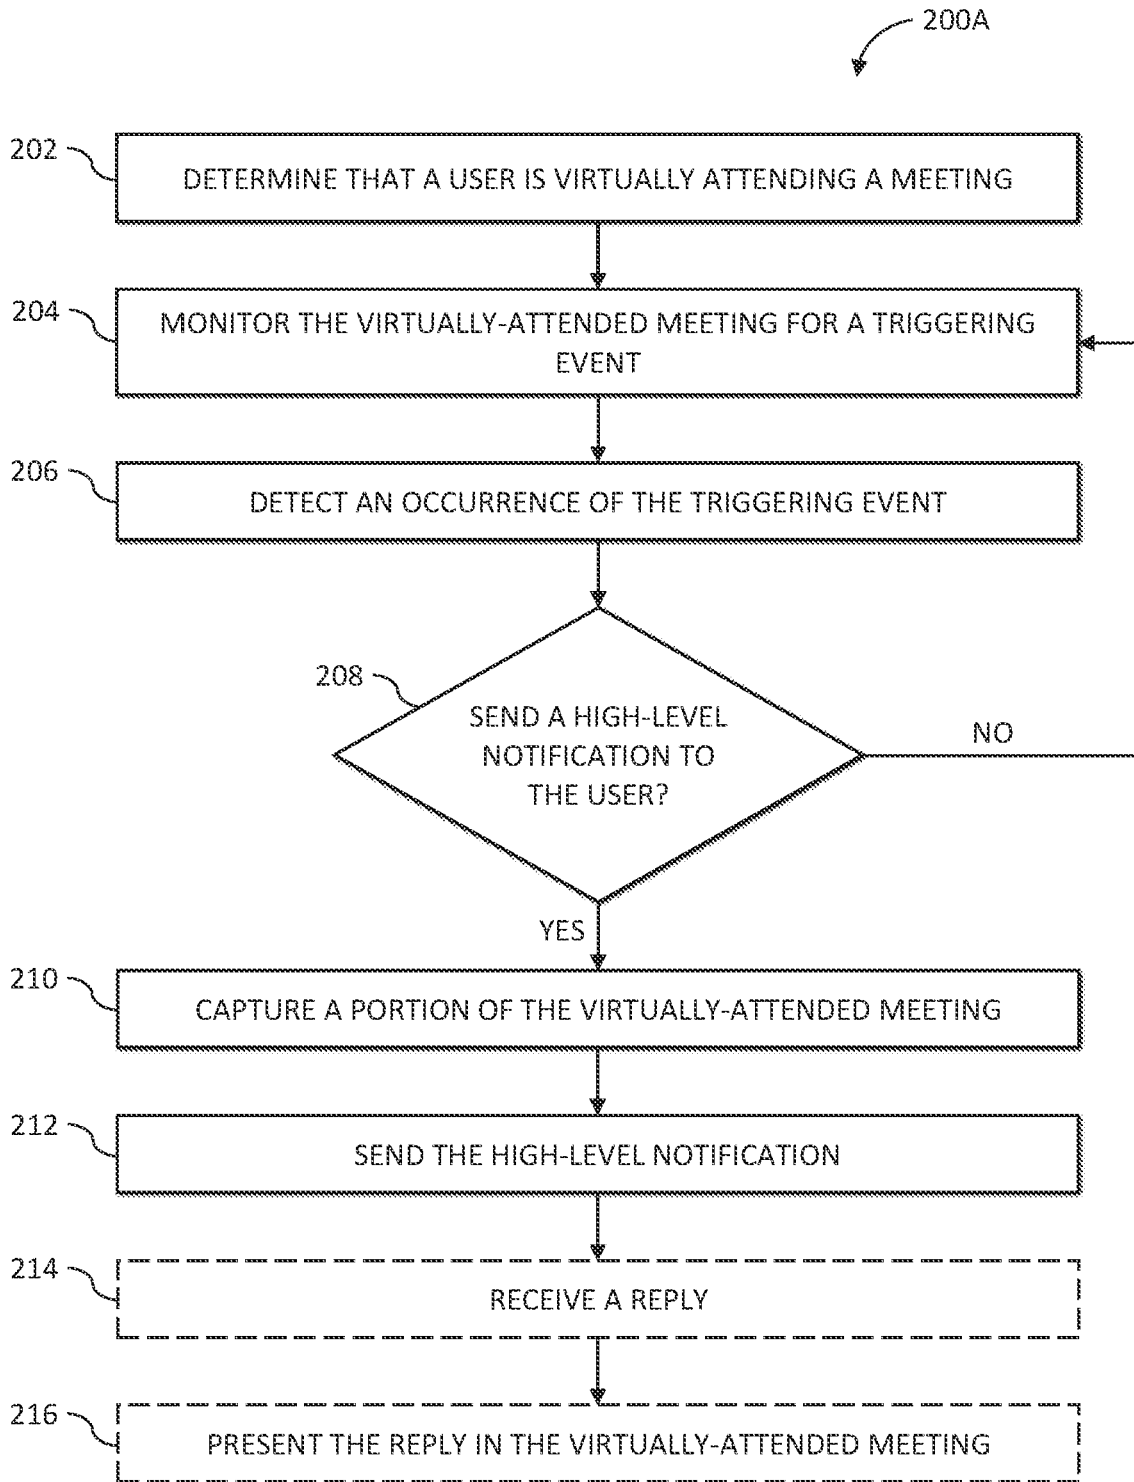 200A
202
DETERMINE THAT A USER IS VIRTUALLY ATTENDING A MEETING
204
MONITOR THE VIRTUALLY-ATTENDED MEETING FOR A TRIGGERING
EVENT
206
DETECT AN OCCURRENCE OF THE TRIGGERING EVENT
208
SEND A HIGH-LEVEL
NOTIFICATION TO
THE USER?
NO
YES
210
CAPTURE A PORTION OF THE VIRTUALLY-ATTENDED MEETING
212
SEND THE HIGH-LEVEL NOTIFICATION
214
RECEIVE A REPLY
216
PRESENT THE REPLY IN THE VIRTUALLY-ATTENDED MEETING